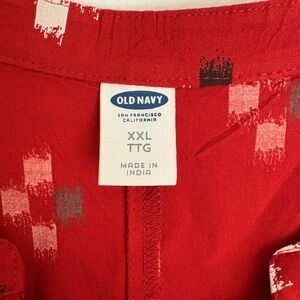 OLD NAVY
SAN FRANCISCO
CALIFORNIA
XXL
TTG
MADE IN
INDIA